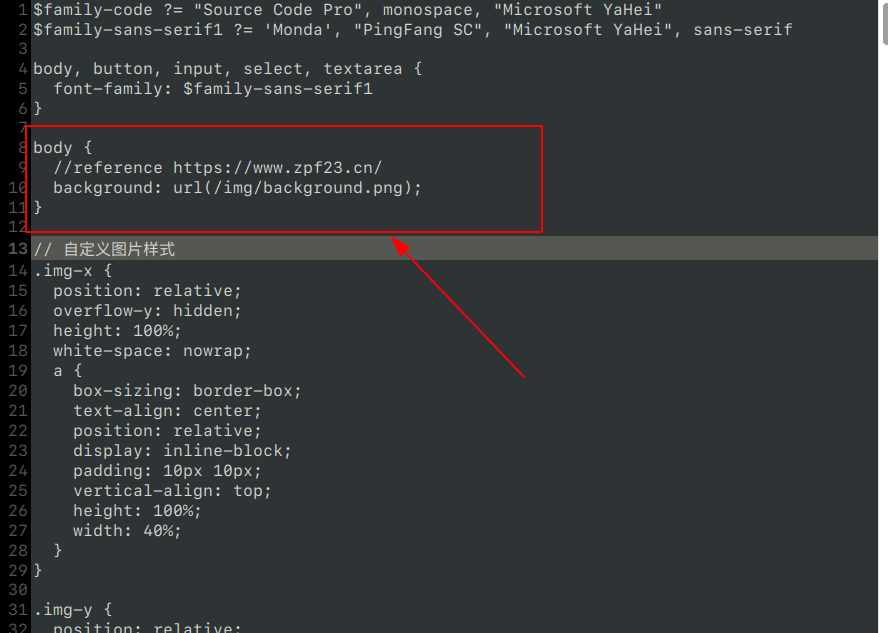 1 $family-code ?= "Source Code Pro", monospace, "Microsoft YaHei"
2 $family-sans-serif1 ?= 'Monda', "PingFang SC", "Microsoft YaHei", sans-serif
3
4 body, button, input, select, textarea {
5   font-family: $family-sans-serif1
6 }
7
8 body {
9   //reference https://www.zpf23.cn/
10   background: url(/img/background.png);
11 }
12
13 // 自定义图片样式
14 .img-x {
15   position: relative;
16   overflow-y: hidden;
17   height: 100%;
18   white-space: nowrap;
19   a {
20     box-sizing: border-box;
21     text-align: center;
22     position: relative;
23     display: inline-block;
24     padding: 10px 10px;
25     vertical-align: top;
26     height: 100%;
27     width: 40%;
28   }
29 }
30
31 .img-y {
32   position: relative;